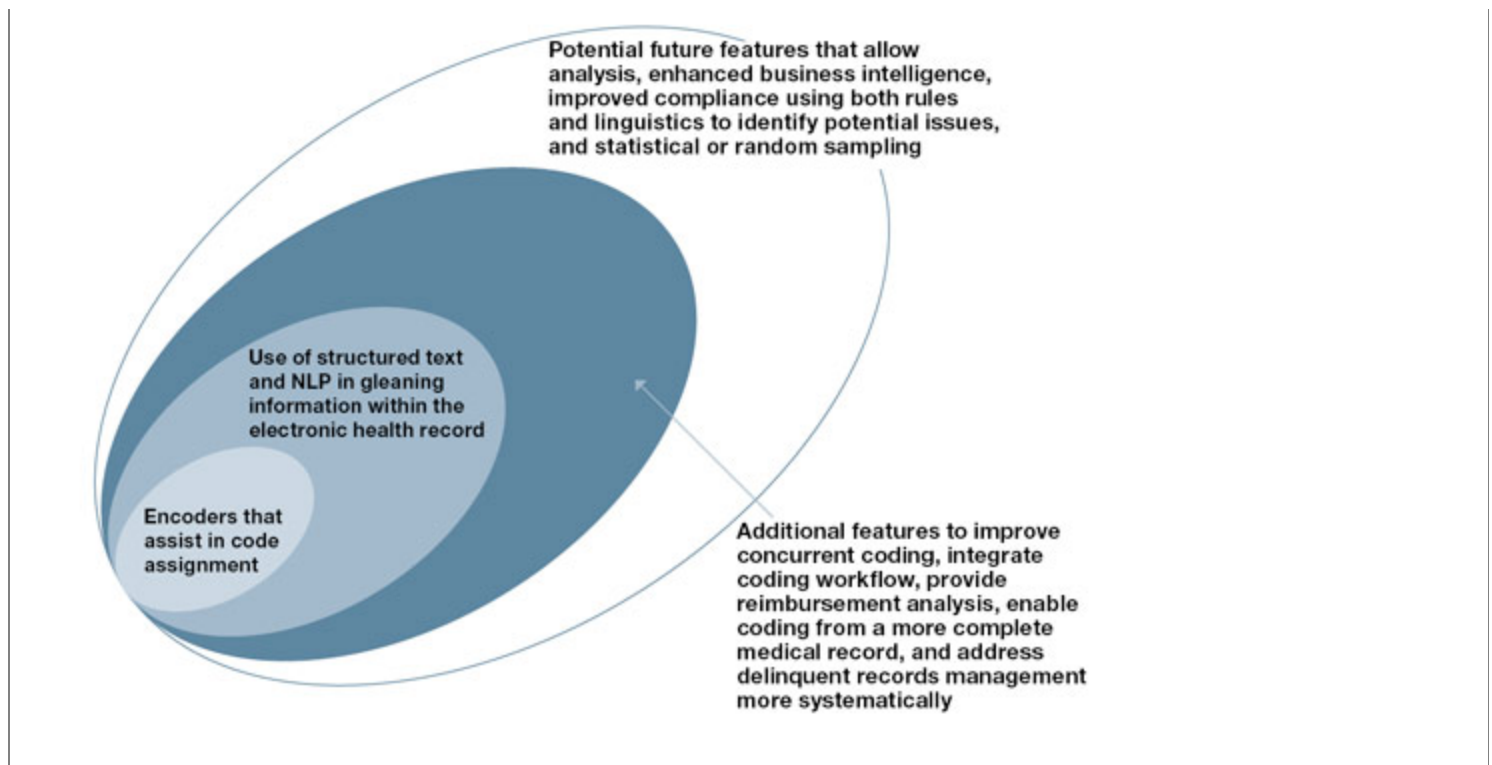 Potential future features that allow
analysis, enhanced business intelligence,
improved compliance using both rules
and linguistics to identify potential issues,
and statistical or random sampling
Use of structured text
and NLP in gleaning
information within the
electronic health record
Encoders that
assist in code
assignment
Additional features to improve
concurrent coding, integrate
coding workflow, provide
reimbursement analysis, enable
coding from a more complete
medical record, and address
delinquent records management
more systematically